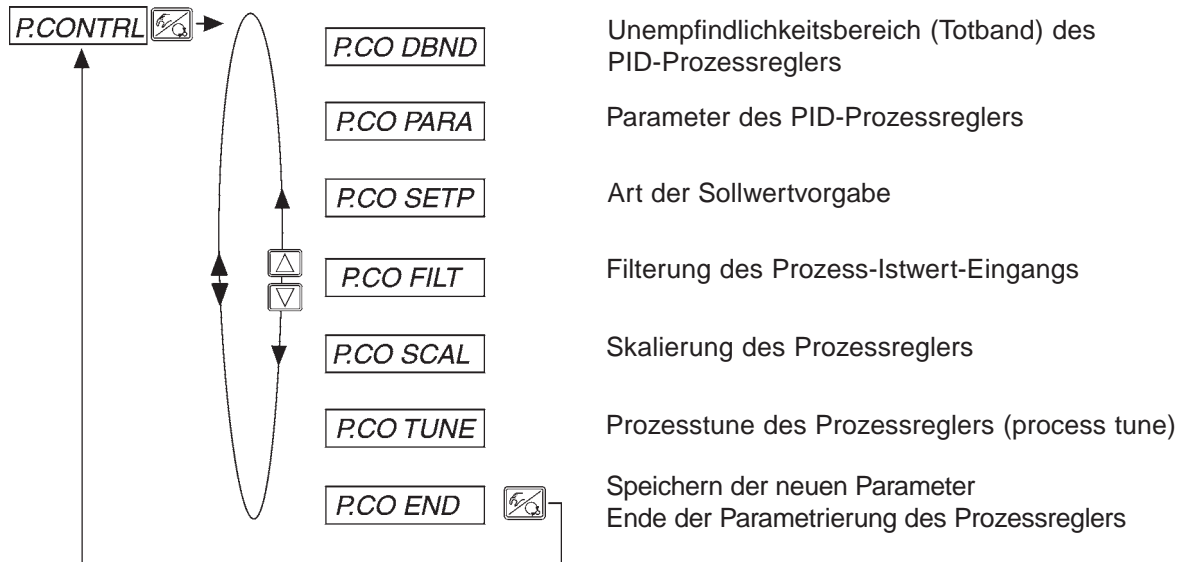 P.CONTRL
P.CO DBND
Unempfindlichkeitsbereich (Totband) des
PID-Prozessreglers
P.CO PARA
Parameter des PID-Prozessreglers
P.CO SETP
Art der Sollwertvorgabe
P.CO FILT
Filterung des Prozess-Istwert-Eingangs
P.CO SCAL
Skalierung des Prozessreglers
P.CO TUNE
Prozesstune des Prozessreglers (process tune)
P.CO END
Speichern der neuen Parameter
Ende der Parametrierung des Prozessreglers